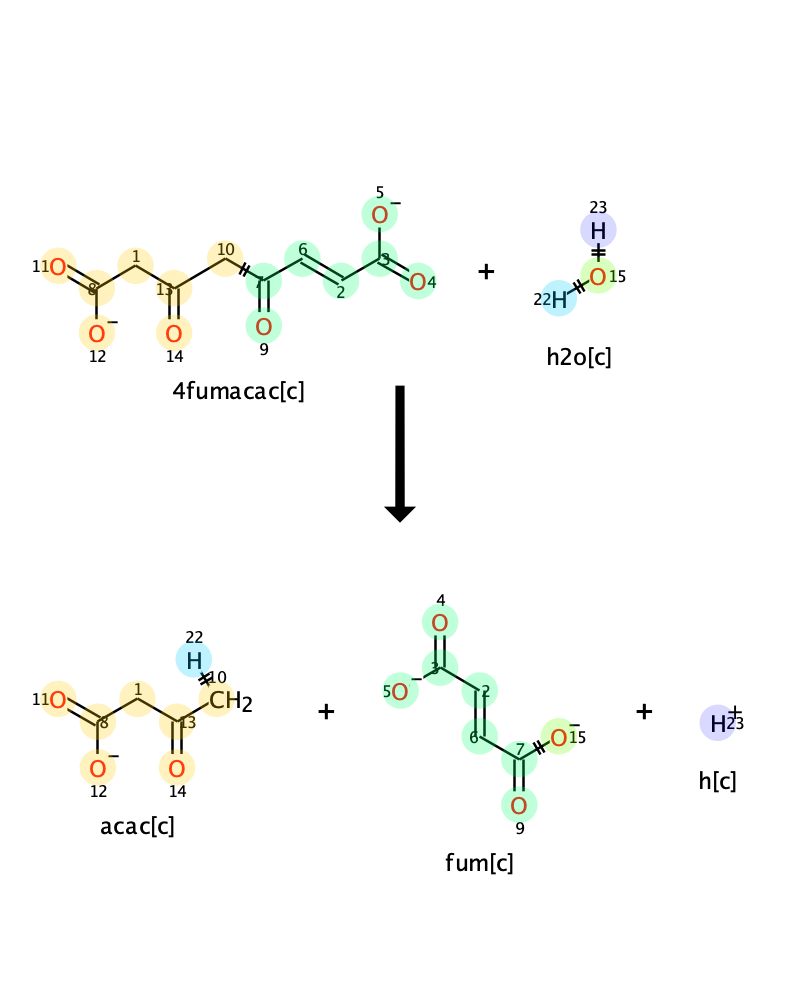 5
O −
11 O 8 1 13 10 7 6 2 3 O 4
O −
12
O
14
O
9
4fumacac[c]
+
23
H
22 H O 15
h2o[c]
22
H
11 O 8 1 13 10 CH2
O −
12
O
14
acac[c]
+
4
O
3
5 O − 2
6 7 O − 15
O
9
fum[c]
+
H + 23
h[c]